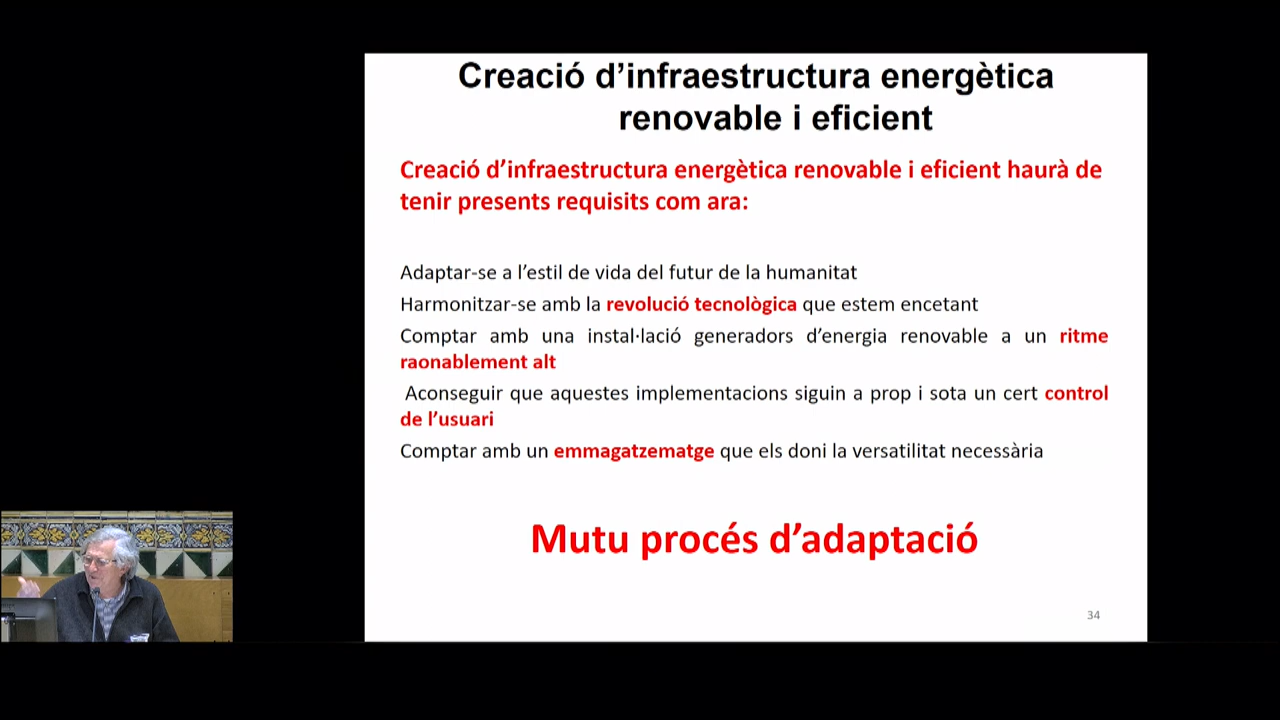 Creació d’infraestructura energètica
renovable i eficient
Creació d’infraestructura energètica renovable i eficient haurà de
tenir presents requisits com ara:
Adaptar-se a l’estil de vida del futur de la humanitat
Harmonitzar-se amb la revolució tecnològica que estem encetant
Comptar amb una instal·lació generadors d’energia renovable a un ritme
raonablement alt
Aconseguir que aquestes implementacions siguin a prop i sota un cert control
de l’usuari
Comptar amb un emmagatzematge que els doni la versatilitat necessària
Mutu procés d’adaptació
34